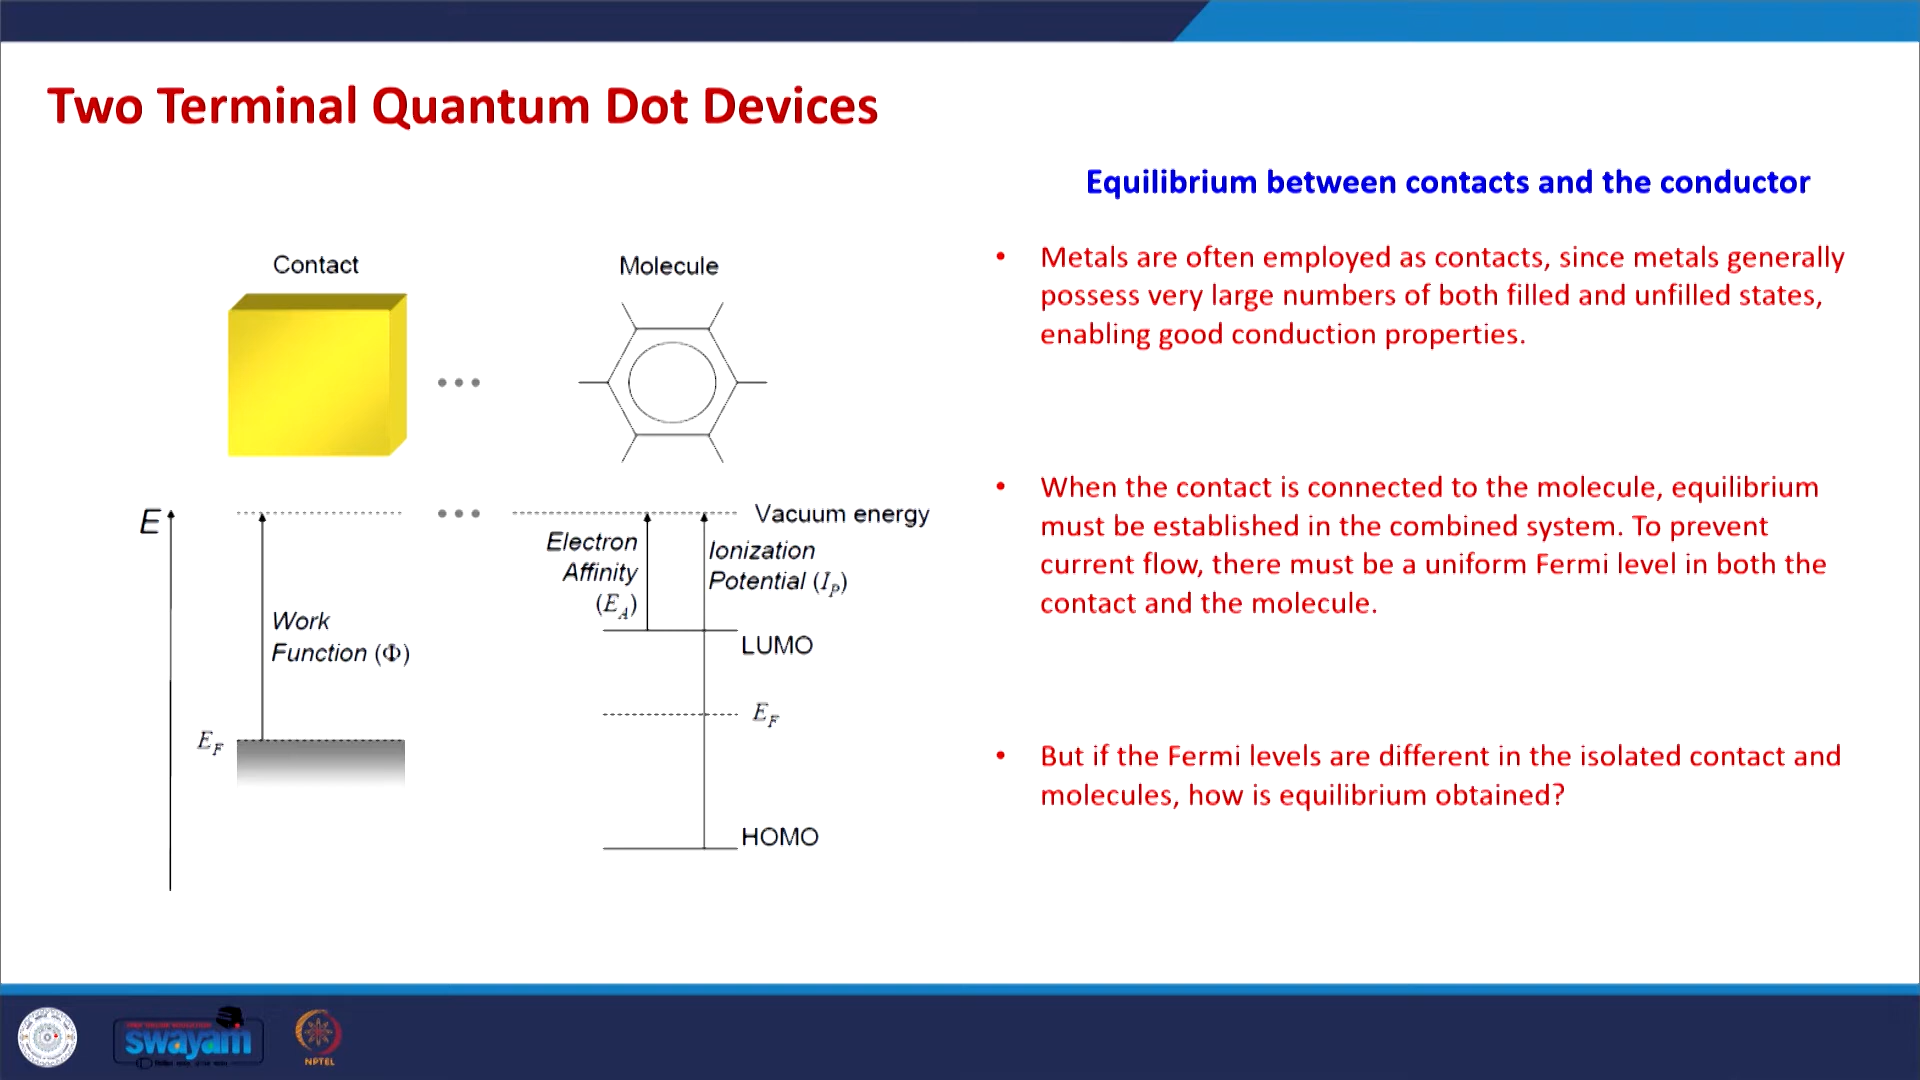 Two Terminal Quantum Dot Devices
Equilibrium between contacts and the conductor
Contact
Molecule
E
Vacuum energy
Electron
Affinity
(E_A)
Ionization
Potential (I_P)
Work
Function (Φ)
LUMO
E_F
E_F
HOMO
• Metals are often employed as contacts, since metals generally
possess very large numbers of both filled and unfilled states,
enabling good conduction properties.
• When the contact is connected to the molecule, equilibrium
must be established in the combined system. To prevent
current flow, there must be a uniform Fermi level in both the
contact and the molecule.
• But if the Fermi levels are different in the isolated contact and
molecules, how is equilibrium obtained?
swayam
NPTEL